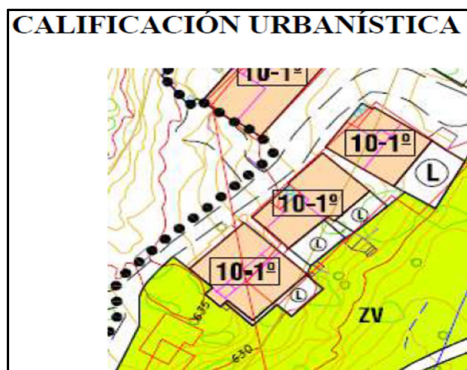 CALIFICACIÓN URBANÍSTICA
10-1º
10-1º
L
10-1º
L
L
10-1º
L
635
ZV
630